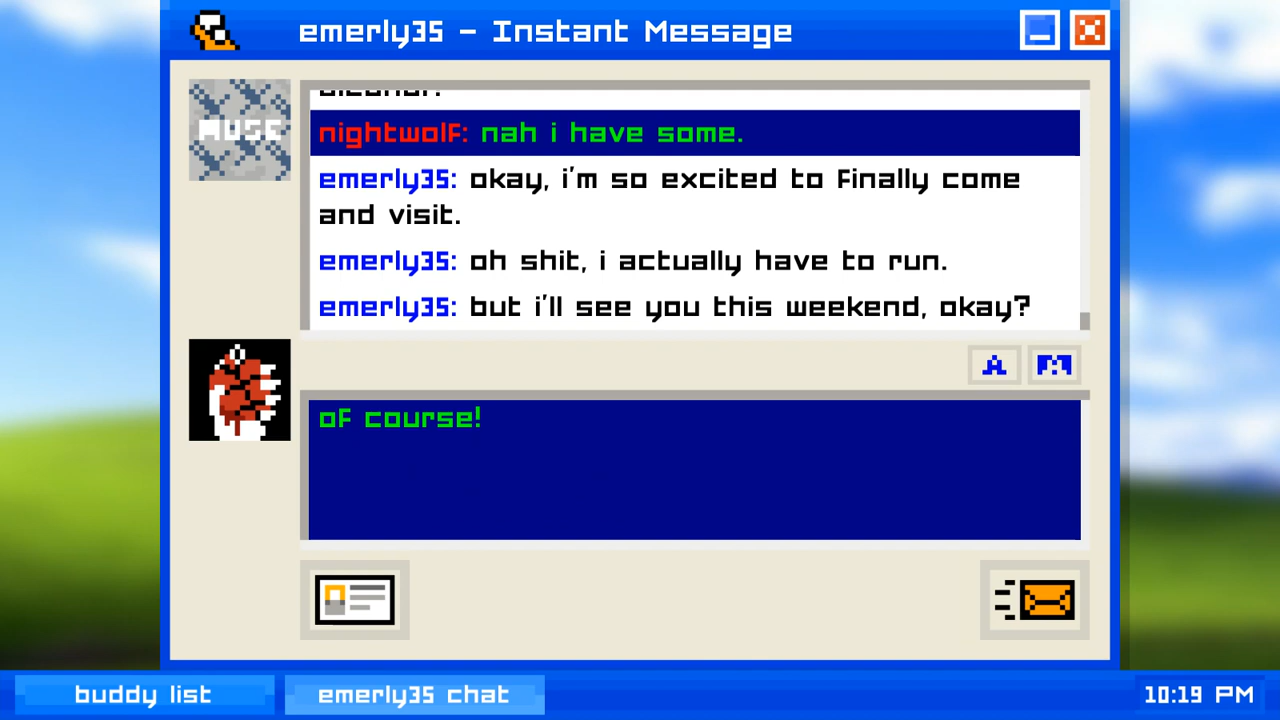 emerly35 - Instant Message
MUSE
alcohol.
nightwolf: nah i have some.
emerly35: okay, i'm so excited to finally come
and visit.
emerly35: oh shit, i actually have to run.
emerly35: but i'll see you this weekend, okay?
A
of course!
buddy list
emerly35 chat
10:19 PM